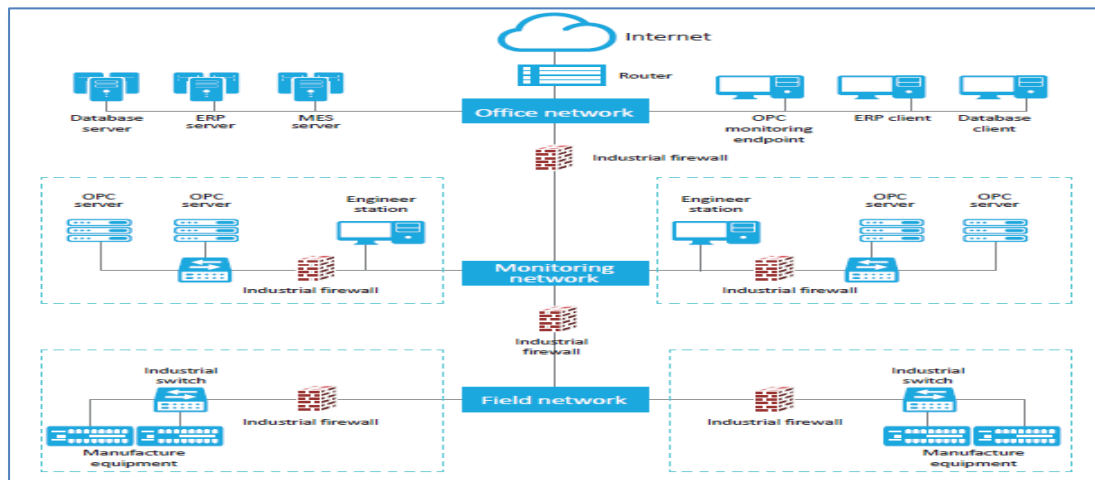 Internet
Router
Office network
Database
server
ERP
server
MES
server
OPC
monitoring
endpoint
ERP client
Database
client
Industrial firewall
OPC
server
OPC
server
Engineer
station
Industrial firewall
Engineer
station
OPC
server
OPC
server
Industrial firewall
Monitoring
network
Industrial
firewall
Industrial
switch
Industrial firewall
Manufacture
equipment
Field network
Industrial
switch
Industrial firewall
Manufacture
equipment